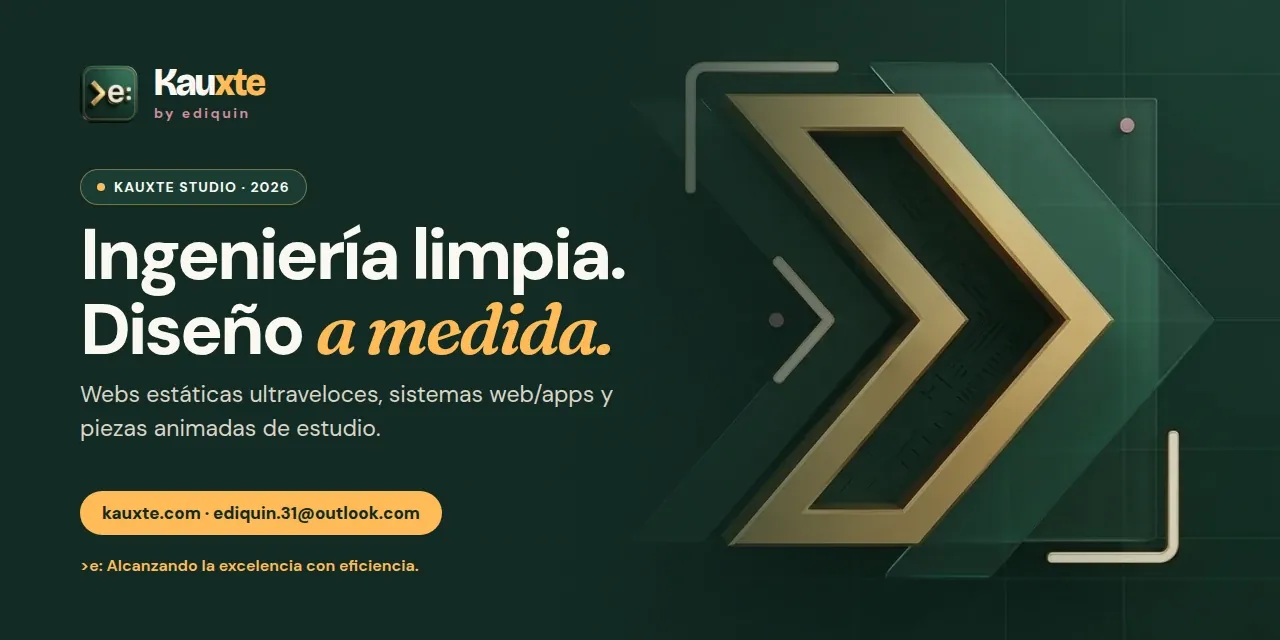 >e:
Kauxte
by ediquin
KAUXTE STUDIO · 2026
Ingeniería limpia.
Diseño a medida.
Webs estáticas ultraveloces, sistemas web/apps y
piezas animadas de estudio.
kauxte.com · ediquin.31@outlook.com
>e: Alcanzando la excelencia con eficiencia.